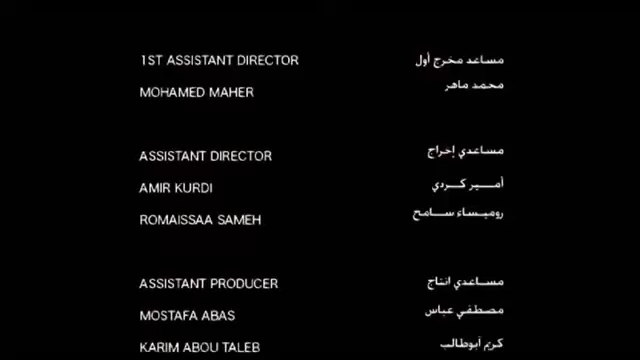 1ST ASSISTANT DIRECTOR مساعد مخرج أول
MOHAMED MAHER محمد ماهر
ASSISTANT DIRECTOR مساعدي إخراج
AMIR KURDI أمير كردي
ROMAISSAA SAMEH روميساء سامح
ASSISTANT PRODUCER مساعدي انتاج
MOSTAFA ABAS مصطفي عباس
KARIM ABOU TALEB كريم أبوطالب